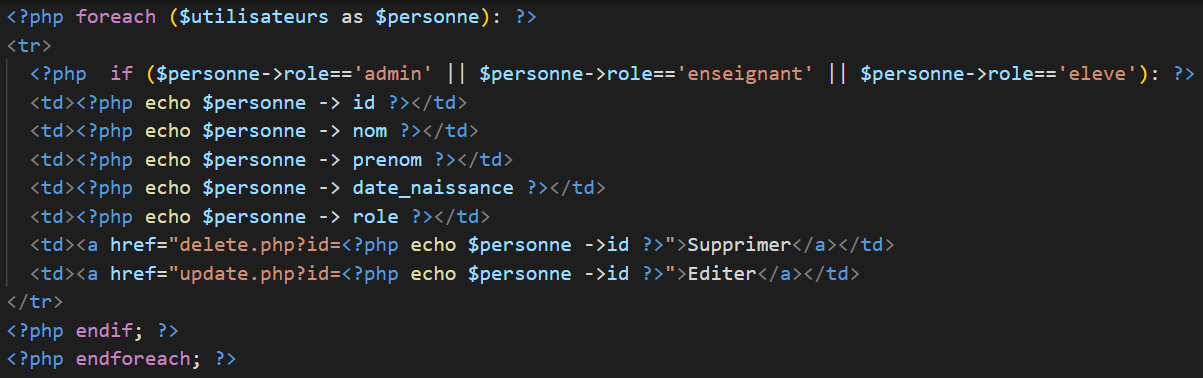 <?php foreach ($utilisateurs as $personne): ?>
<tr>
  <?php  if ($personne->role=='admin' || $personne->role=='enseignant' || $personne->role=='eleve'): ?>
  <td><?php echo $personne -> id ?></td>
  <td><?php echo $personne -> nom ?></td>
  <td><?php echo $personne -> prenom ?></td>
  <td><?php echo $personne -> date_naissance ?></td>
  <td><?php echo $personne -> role ?></td>
  <td><a href="delete.php?id=<?php echo $personne ->id ?>">Supprimer</a></td>
  <td><a href="update.php?id=<?php echo $personne ->id ?>">Editer</a></td>
</tr>
<?php endif; ?>
<?php endforeach; ?>